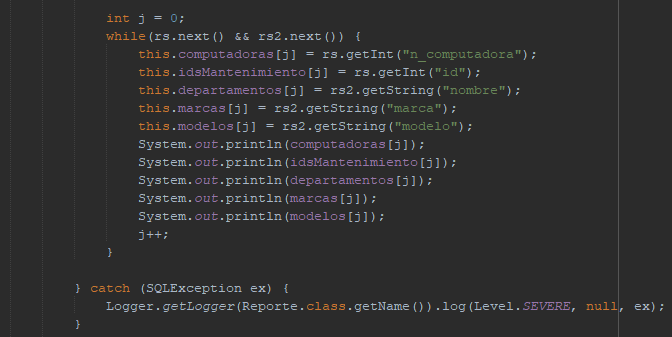 int j = 0;
while(rs.next() && rs2.next()) {
this.computadoras[j] = rs.getInt("n_computadora");
this.idsMantenimiento[j] = rs.getInt("id");
this.departamentos[j] = rs2.getString("nombre");
this.marcas[j] = rs2.getString("marca");
this.modelos[j] = rs2.getString("modelo");
System.out.println(computadoras[j]);
System.out.println(idsMantenimiento[j]);
System.out.println(departamentos[j]);
System.out.println(marcas[j]);
System.out.println(modelos[j]);
j++;
}
} catch (SQLException ex) {
Logger.getLogger(Reporte.class.getName()).log(Level.SEVERE, null, ex);
}